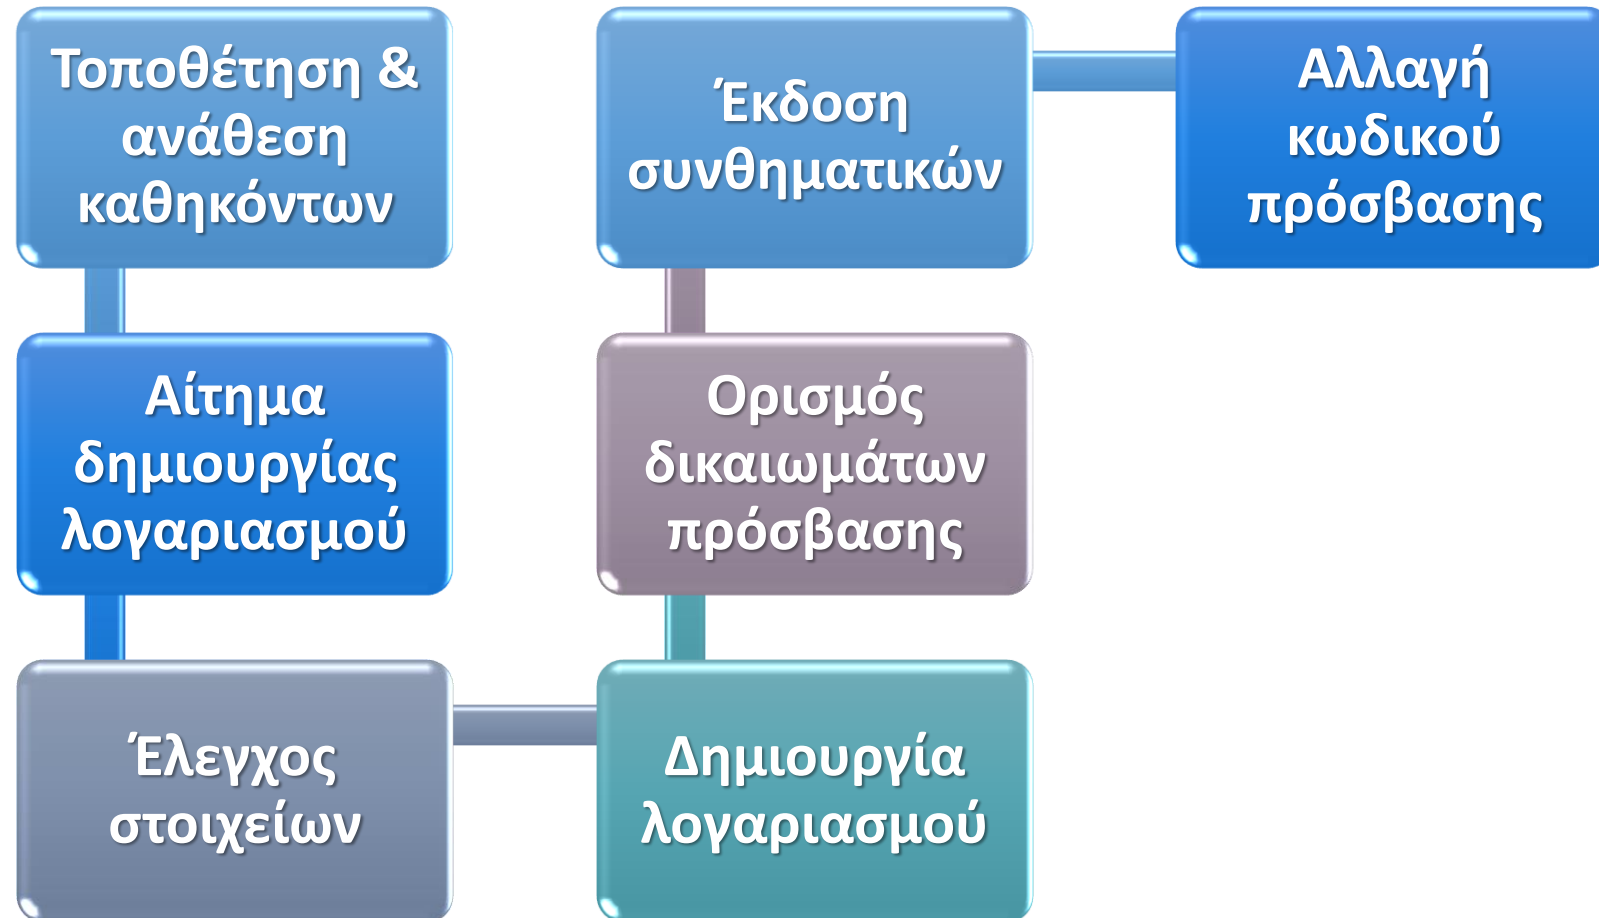 Τοποθέτηση &
ανάθεση
καθηκόντων
Αίτημα
δημιουργίας
λογαριασμού
Έλεγχος
στοιχείων
Δημιουργία
λογαριασμού
Ορισμός
δικαιωμάτων
πρόσβασης
Έκδοση
συνθηματικών
Αλλαγή
κωδικού
πρόσβασης